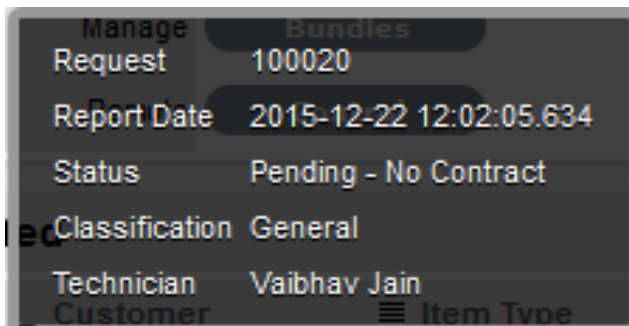 Manage Bundles
Request 100020
Report Date 2015-12-22 12:02:05.634
Status Pending - No Contract
Classification General
Technician Vaibhav Jain
Customer Item Type